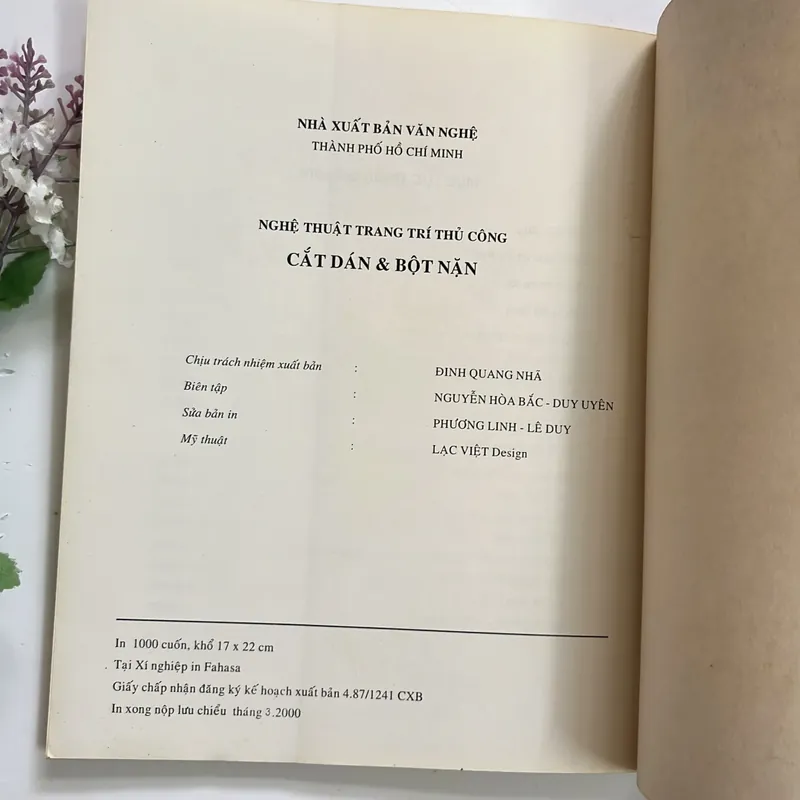 NHÀ XUẤT BẢN VĂN NGHỆ
THÀNH PHỐ HỒ CHÍ MINH
NGHỆ THUẬT TRANG TRÍ THỦ CÔNG
CẮT DÁN & BỘT NẶN
Chịu trách nhiệm xuất bản : ĐINH QUANG NHÃ
Biên tập : NGUYỄN HÒA BẮC - DUY UYÊN
Sửa bản in : PHƯƠNG LINH - LÊ DUY
Mỹ thuật : LẠC VIỆT Design
In 1000 cuốn, khổ 17 x 22 cm
Tại Xí nghiệp in Fahasa
Giấy chấp nhận đăng ký kế hoạch xuất bản 4.87/1241 CXB
In xong nộp lưu chiểu tháng 3.2000